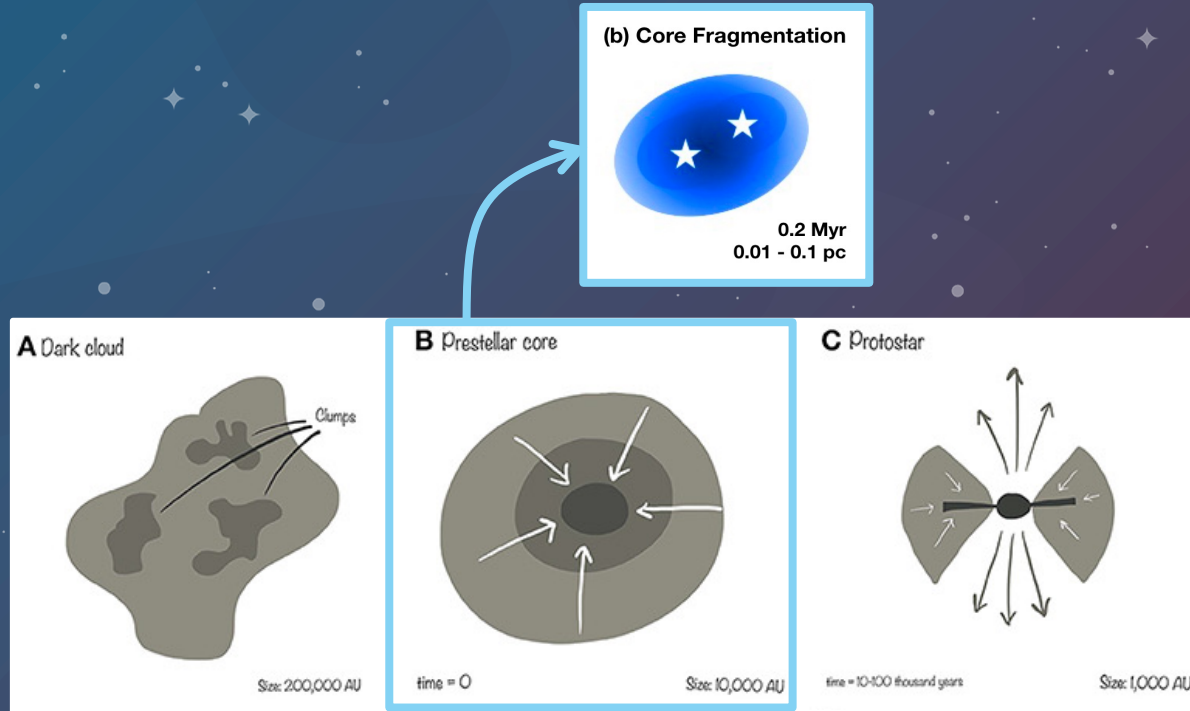 (b) Core Fragmentation
0.2 Myr
0.01 - 0.1 pc
A Dark cloud
Clumps
Size: 200,000 AU
B Prestellar core
time = 0
Size: 10,000 AU
C Protostar
time = 10-100 thousand years
Size: 1,000 AU